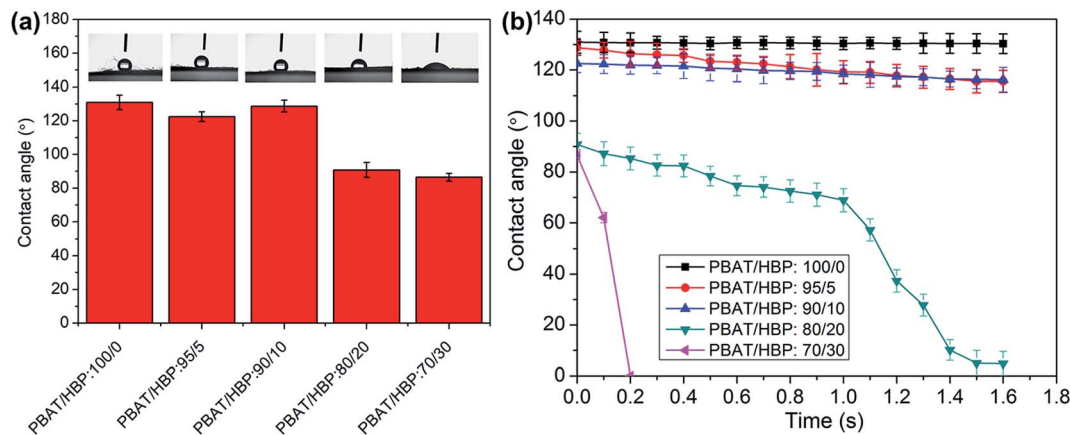 (a)
180
160
140
120
100
80
60
40
20
0
Contact angle (°)
PBAT/HBP:100/0
PBAT/HBP:95/5
PBAT/HBP:90/10
PBAT/HBP:80/20
PBAT/HBP:70/30
(b)
140
120
100
80
60
40
20
0
Contact angle (°)
PBAT/HBP: 100/0
PBAT/HBP: 95/5
PBAT/HBP: 90/10
PBAT/HBP: 80/20
PBAT/HBP: 70/30
0.0 0.2 0.4 0.6 0.8 1.0 1.2 1.4 1.6 1.8
Time (s)